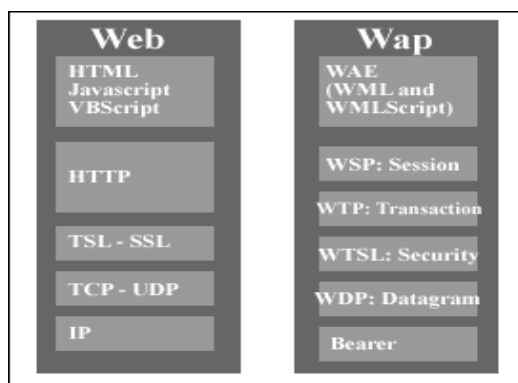 Web
HTML
Javascript
VBScript
HTTP
TSL - SSL
TCP - UDP
IP
Wap
WAE
(WML and
WMLScript)
WSP: Session
WTP: Transaction
WTSL: Security
WDP: Datagram
Bearer